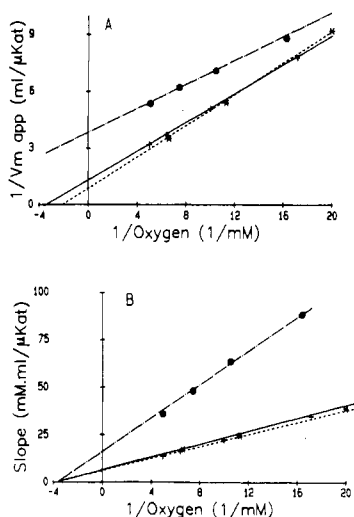 A
1/Vm app (ml/μKat)
9
6
3
0
-4 0 4 8 12 16 20
1/Oxygen (1/mM)
B
Slope (mM.ml/μKat)
100
75
50
25
0
-4 0 4 8 12 16 20
1/Oxygen (1/mM)